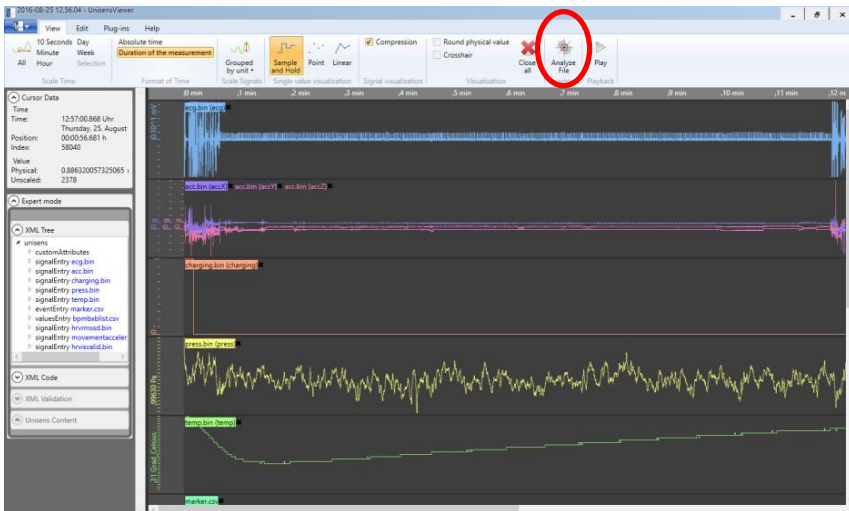 2016-08-25 12.56.04 - UnisensViewer
View Edit Plug-ins Help
10 Seconds Day
Minute Week
All Hour Selection
Scale Time
Absolute time
Duration of the measurement
Format of Time
Grouped by unit
Scale Signals
Sample and Hold Point Linear
Single value visualization
Compression
Signal visualization
Round physical value
Crosshair
Visualization
Close all
Analyze File
Play
Playback
Cursor Data
Time
Time: 12:57:00.868 Uhr
Thursday, 25. August
Position: 00:00:56.681 h
Index: 58040
Value
Physical: 0.886320057325065
Unscaled: 2378
Expert mode
XML Tree
unisens
customAttributes
signalEntry ecg.bin
signalEntry acc.bin
signalEntry charging.bin
signalEntry press.bin
signalEntry temp.bin
eventEntry marker.csv
valuesEntry bpmbxblist.csv
signalEntry hrvrmssd.bin
signalEntry movementacceler
signalEntry hrvisvalid.bin
XML Code
XML Validation
Unisens Content
0 min 1 min 2 min 3 min 4 min 5 min 6 min 7 min 8 min 9 min 10 min 11 min 12 m
ecg.bin (ecg)
acc.bin (accX) acc.bin (accY) acc.bin (accZ)
charging.bin (charging)
press.bin (press)
99620 Pa
temp.bin (temp)
31 Grad_Celsius
marker.csv